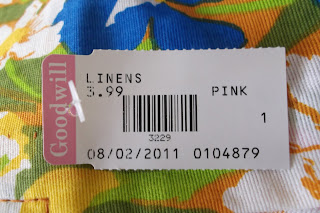 Goodwill
LINENS
3.99 PINK
1
3229
08/02/2011 0104879